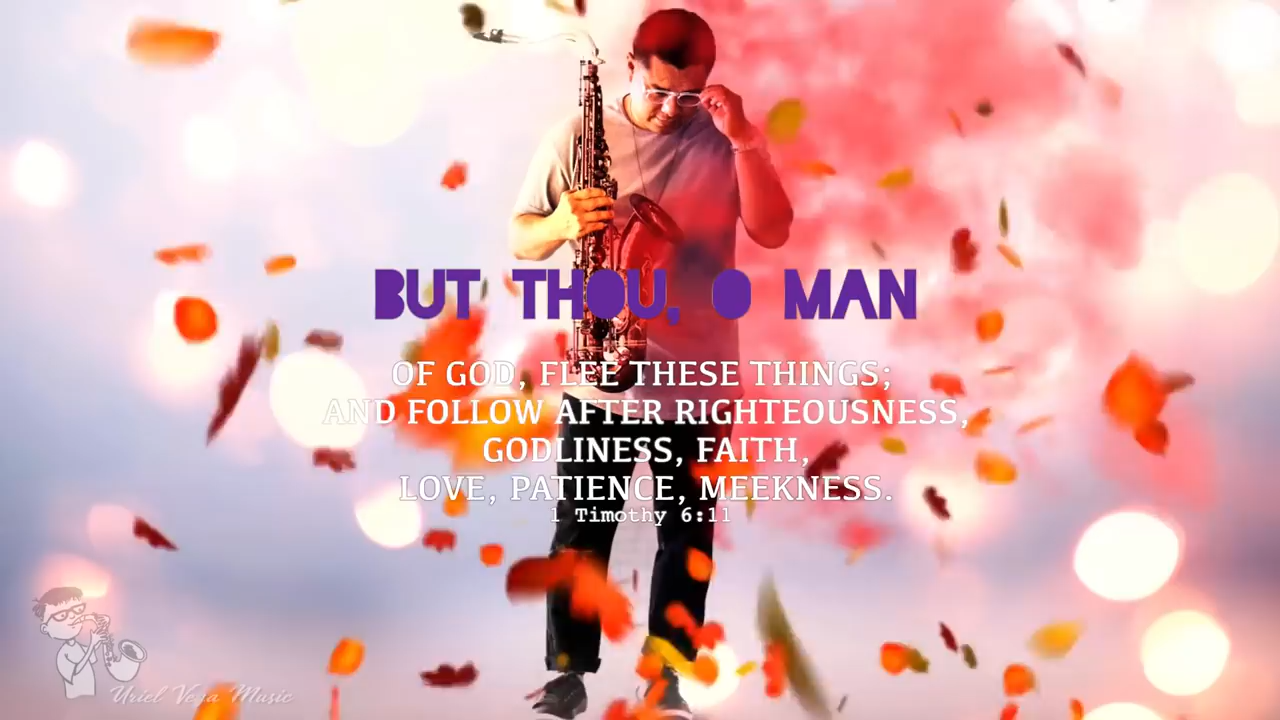 BUT THOU, O MAN
OF GOD, FLEE THESE THINGS;
AND FOLLOW AFTER RIGHTEOUSNESS,
GODLINESS, FAITH,
LOVE, PATIENCE, MEEKNESS.
1 Timothy 6:11
Uriel Vega Music